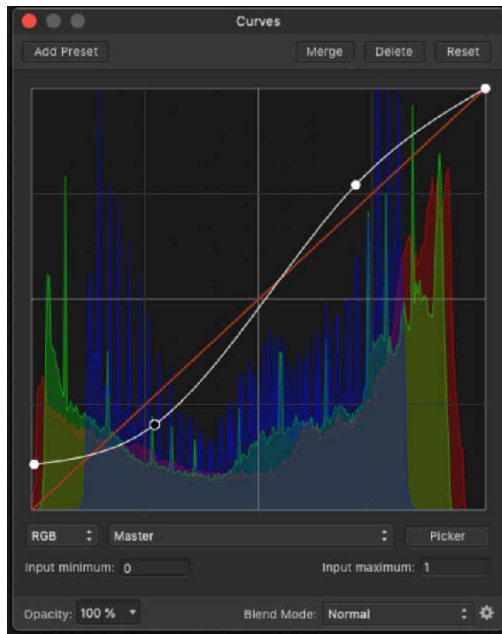 Curves
Add Preset Merge Delete Reset
RGB Master Picker
Input minimum: 0 Input maximum: 1
Opacity: 100 % Blend Mode: Normal